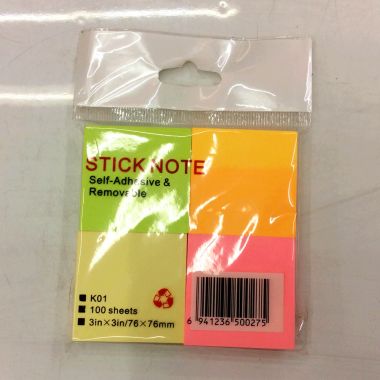 STICK NOTE
Self-Adhesive &
Removable
■ K01
■ 100 sheets
■ 3in×3in/76×76mm
6 941236 500275